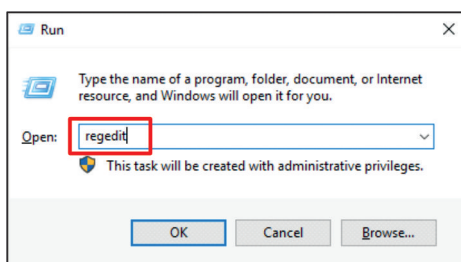 Run
Type the name of a program, folder, document, or Internet
resource, and Windows will open it for you.
Open: regedit
This task will be created with administrative privileges.
OK Cancel Browse...